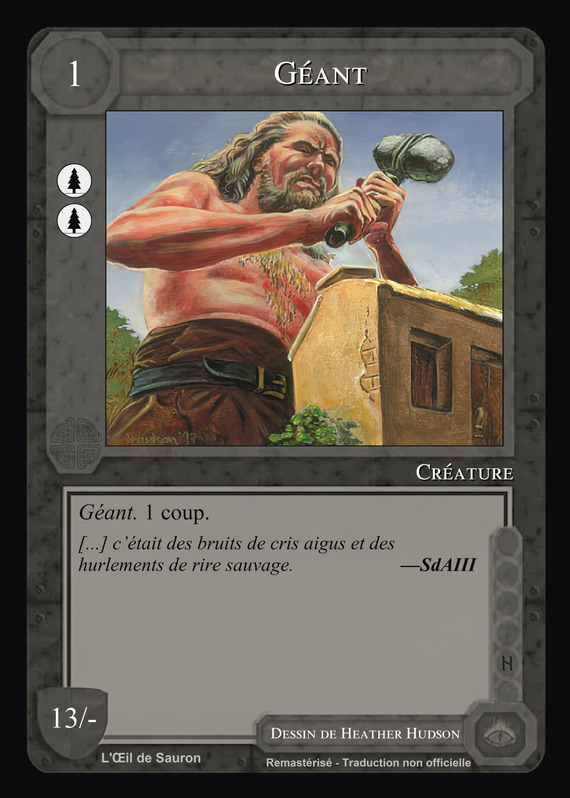 1
GÉANT
CRÉATURE
Géant. 1 coup.
[...] c'était des bruits de cris aigus et des
hurlements de rire sauvage. —SdAIII
13/-
DESSIN DE HEATHER HUDSON
L'Œil de Sauron
Remastérisé - Traduction non officielle